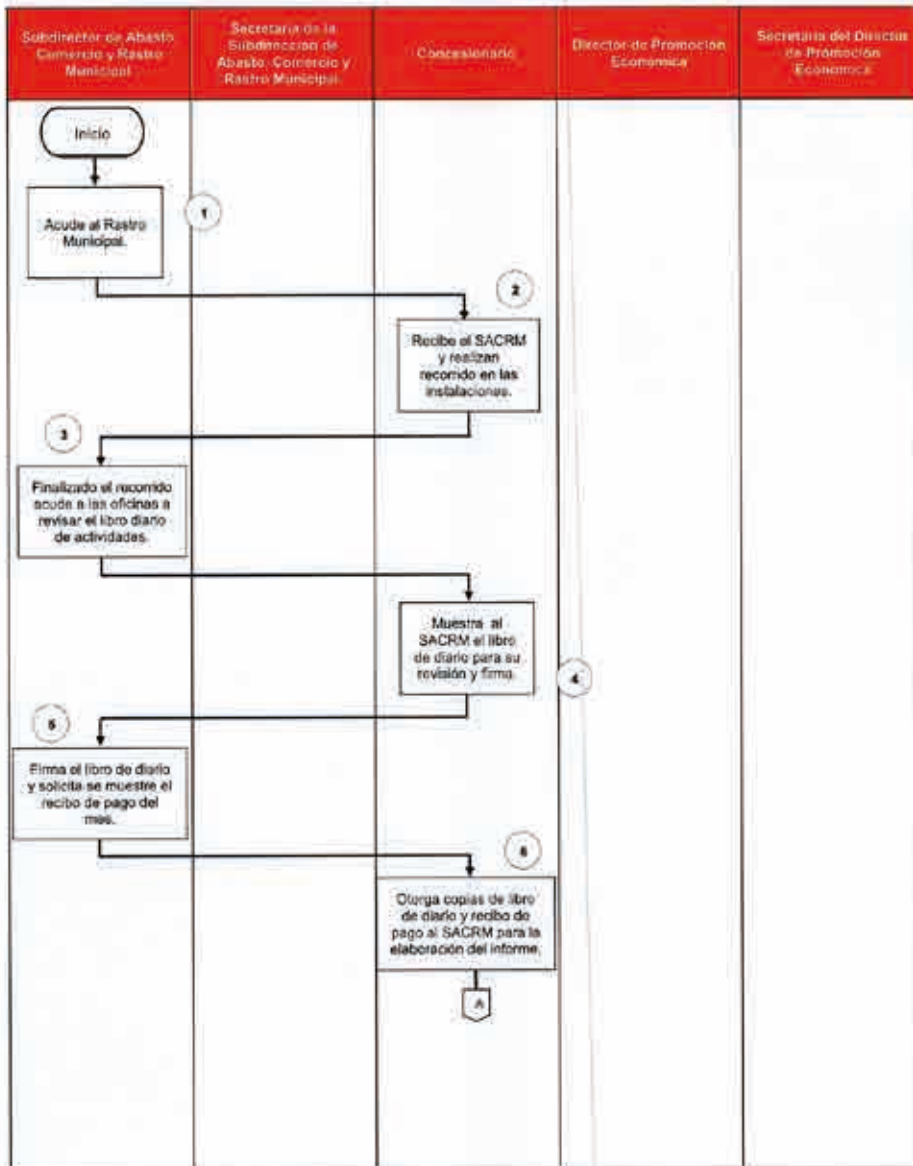 Subdirector de Abasto
Comercio y Rastro
Municipal
Secretaria de la
Subdirección de
Abasto, Comercio y
Rastro Municipal
Concesionario
Director de Promoción
Económica
Secretaria del Director
de Promoción
Económica
Inicio
1
Acude al Rastro
Municipal.
2
Recibe el SACRM
y realizan
recorrido en las
instalaciones.
3
Finalizado el recorrido
acude a las oficinas a
revisar el libro diario
de actividades.
Muestra al
SACRM el libro
de diario para su
revisión y firma.
4
5
Firma el libro de diario
y solicita se muestre el
recibo de pago del
mes.
6
Otorga copias de libro
de diario y recibo de
pago al SACRM para la
elaboración del informe.
A